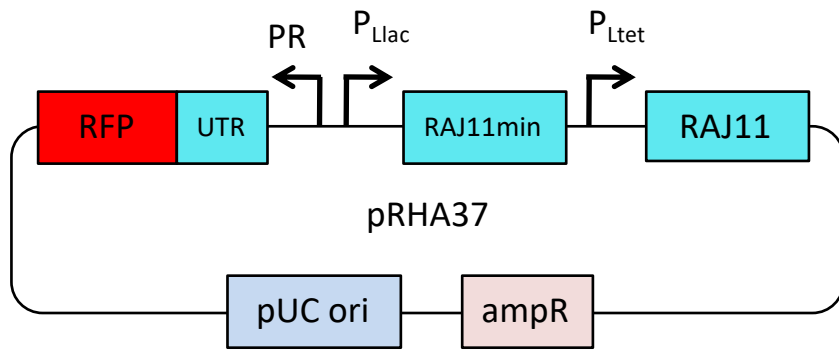 PR
P_Llac
P_Ltet
RFP
UTR
RAJ11min
RAJ11
pRHA37
pUC ori
ampR